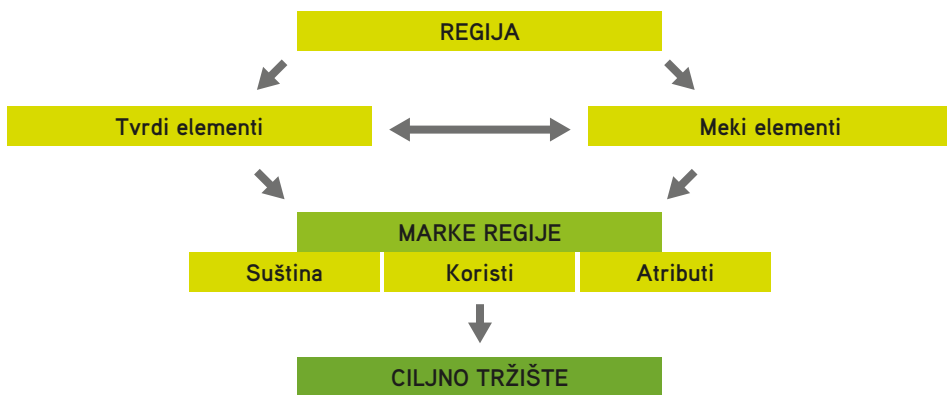 REGIJA
Tvrdi elementi
Meki elementi
MARKE REGIJE
Suština
Koristi
Atributi
CILJNO TRŽIŠTE